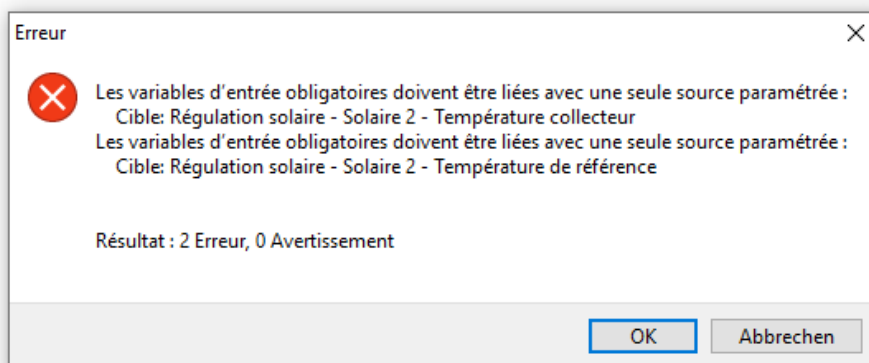 Erreur
Les variables d'entrée obligatoires doivent être liées avec une seule source paramétrée :
Cible: Régulation solaire - Solaire 2 - Température collecteur
Les variables d'entrée obligatoires doivent être liées avec une seule source paramétrée :
Cible: Régulation solaire - Solaire 2 - Température de référence
Résultat : 2 Erreur, 0 Avertissement
OK
Abbrechen